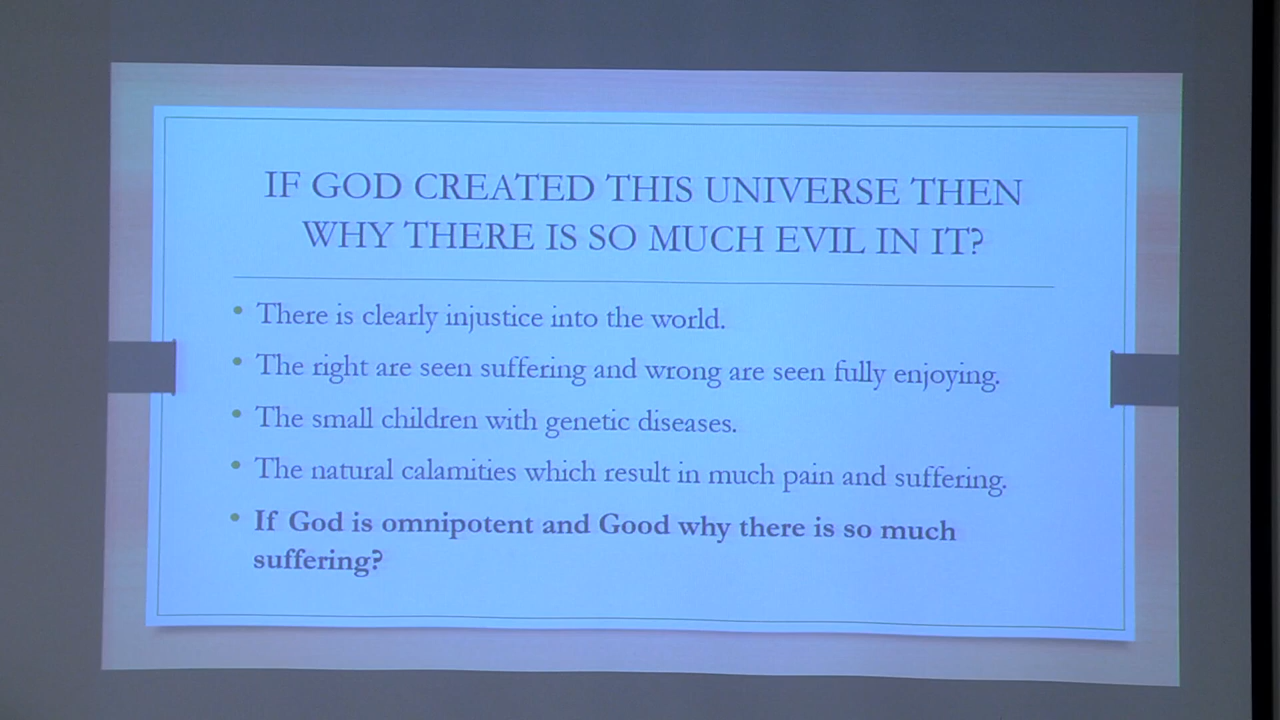 IF GOD CREATED THIS UNIVERSE THEN
WHY THERE IS SO MUCH EVIL IN IT?
• There is clearly injustice into the world.
• The right are seen suffering and wrong are seen fully enjoying.
• The small children with genetic diseases.
• The natural calamities which result in much pain and suffering.
• If God is omnipotent and Good why there is so much
suffering?